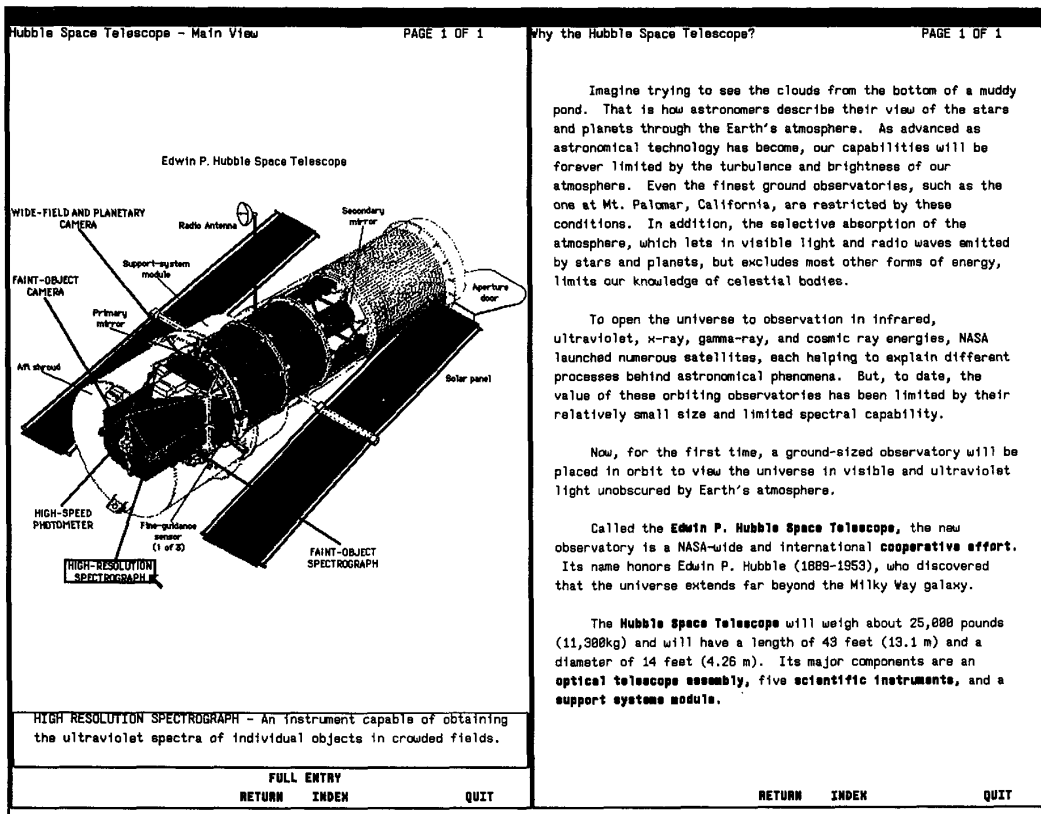 Hubble Space Telescope - Main View
PAGE 1 OF 1
Edwin P. Hubble Space Telescope
WIDE-FIELD AND PLANETARY
CAMERA
Radio Antenna
Secondary
mirror
Support-system
module
FAINT-OBJECT
CAMERA
Aperture
door
Primary
mirror
Aft shroud
Solar panel
HIGH-SPEED
PHOTOMETER
Fine-guidance
sensor
(1 of 3)
FAINT-OBJECT
SPECTROGRAPH
HIGH-RESOLUTION
SPECTROGRAPH
HIGH RESOLUTION SPECTROGRAPH - An instrument capable of obtaining
the ultraviolet spectra of individual objects in crowded fields.
FULL ENTRY
RETURN INDEX QUIT
Why the Hubble Space Telescope?
PAGE 1 OF 1
Imagine trying to see the clouds from the bottom of a muddy
pond. That is how astronomers describe their view of the stars
and planets through the Earth's atmosphere. As advanced as
astronomical technology has become, our capabilities will be
forever limited by the turbulence and brightness of our
atmosphere. Even the finest ground observatories, such as the
one at Mt. Palomar, California, are restricted by these
conditions. In addition, the selective absorption of the
atmosphere, which lets in visible light and radio waves emitted
by stars and planets, but excludes most other forms of energy,
limits our knowledge of celestial bodies.
To open the universe to observation in infrared,
ultraviolet, x-ray, gamma-ray, and cosmic ray energies, NASA
launched numerous satellites, each helping to explain different
processes behind astronomical phenomena. But, to date, the
value of these orbiting observatories has been limited by their
relatively small size and limited spectral capability.
Now, for the first time, a ground-sized observatory will be
placed in orbit to view the universe in visible and ultraviolet
light unobscured by Earth's atmosphere.
Called the Edwin P. Hubble Space Telescope, the new
observatory is a NASA-wide and international cooperative effort.
Its name honors Edwin P. Hubble (1889-1953), who discovered
that the universe extends far beyond the Milky Way galaxy.
The Hubble Space Telescope will weigh about 25,000 pounds
(11,300kg) and will have a length of 43 feet (13.1 m) and a
diameter of 14 feet (4.26 m). Its major components are an
optical telescope assembly, five scientific instruments, and a
support systems module.
RETURN INDEX QUIT